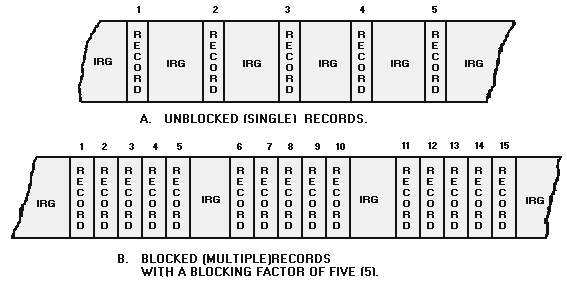 1 2 3 4 5
IRG RECORD IRG RECORD IRG RECORD IRG RECORD IRG RECORD IRG
A. UNBLOCKED (SINGLE) RECORDS.
1 2 3 4 5 6 7 8 9 10 11 12 13 14 15
IRG RECORD RECORD RECORD RECORD RECORD IRG RECORD RECORD RECORD RECORD RECORD IRG RECORD RECORD RECORD RECORD RECORD IRG
B. BLOCKED (MULTIPLE)RECORDS
WITH A BLOCKING FACTOR OF FIVE (5).